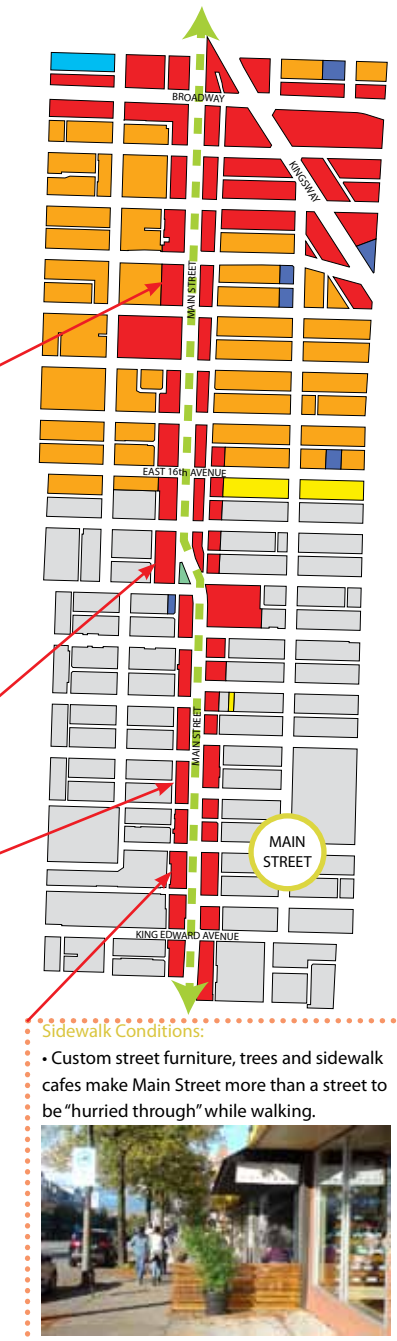 BROADWAY
KINGSWAY
MAIN STREET
EAST 16th AVENUE
MAIN STREET
MAIN
STREET
KING EDWARD AVENUE
Sidewalk Conditions:
• Custom street furniture, trees and sidewalk
cafes make Main Street more than a street to
be “hurried through” while walking.